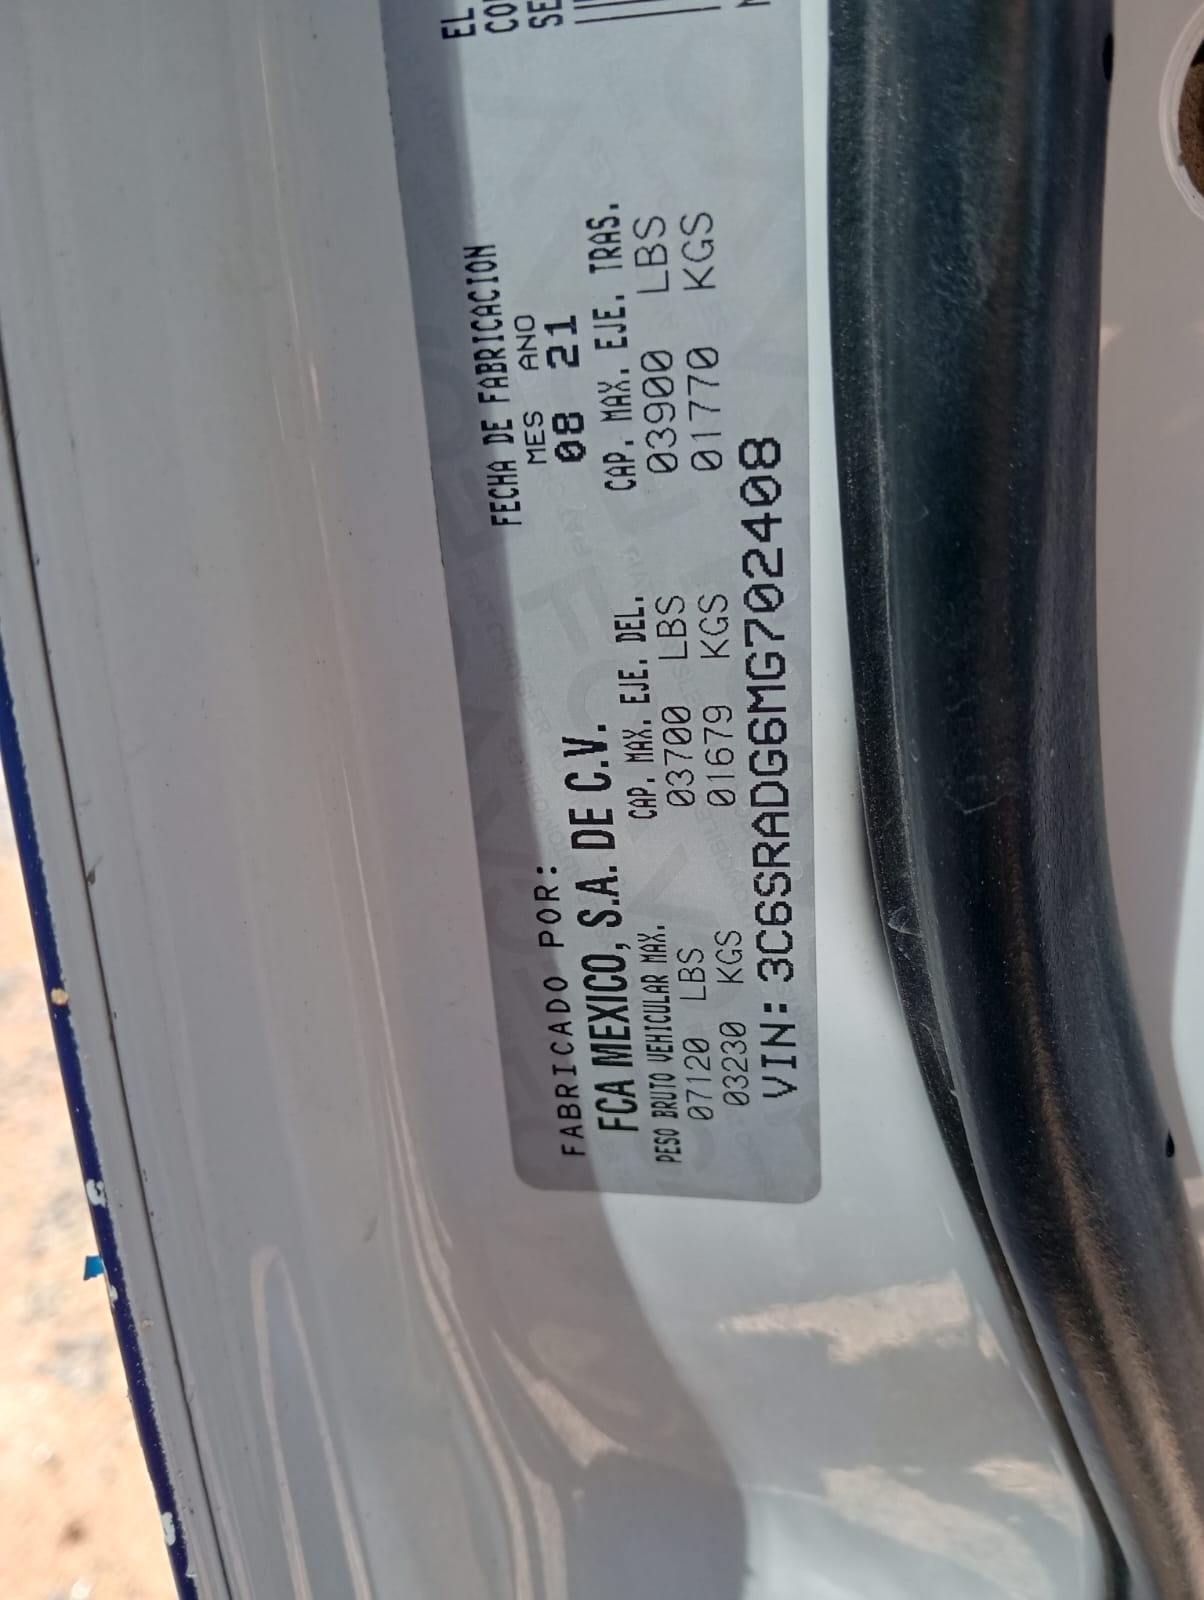 FABRICADO POR:
FCA MEXICO, S.A. DE C.V.
FECHA DE FABRICACION
MES ANO
08 21
PESO BRUTO VEHICULAR MAX.
07120 LBS
03230 KGS
CAP. MAX. EJE. DEL.
03700 LBS
01679 KGS
CAP. MAX. EJE. TRAS.
03900 LBS
01770 KGS
VIN: 3C6SRADG6MG702408
EL